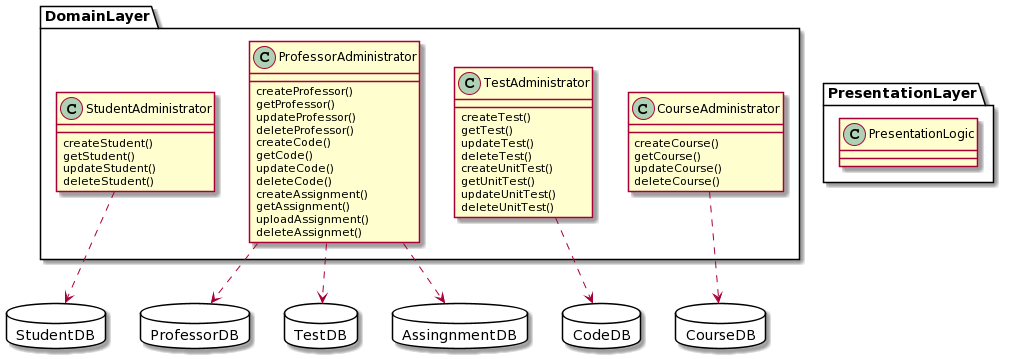 DomainLayer
C StudentAdministrator
createStudent()
getStudent()
updateStudent()
deleteStudent()
C ProfessorAdministrator
createProfessor()
getProfessor()
updateProfessor()
deleteProfessor()
createCode()
getCode()
updateCode()
deleteCode()
createAssignment()
getAssignment()
uploadAssignment()
deleteAssignmet()
C TestAdministrator
createTest()
getTest()
updateTest()
deleteTest()
createUnitTest()
getUnitTest()
updateUnitTest()
deleteUnitTest()
C CourseAdministrator
createCourse()
getCourse()
updateCourse()
deleteCourse()
PresentationLayer
C PresentationLogic
StudentDB
ProfessorDB
TestDB
AssingnmentDB
CodeDB
CourseDB